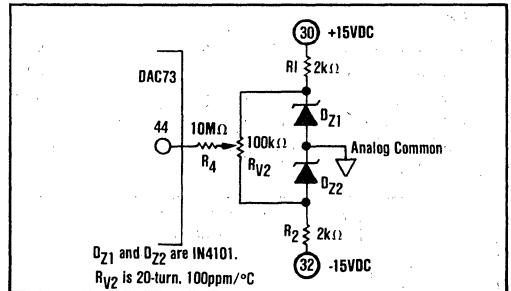 30 +15VDC
R1 2kΩ
DAC73
DZ1
44 10MΩ 100kΩ Analog Common
R4 RV2
DZ2
R2 2kΩ
32 -15VDC
DZ1 and DZ2 are IN4101.
RV2 is 20-turn. 100ppm/°C